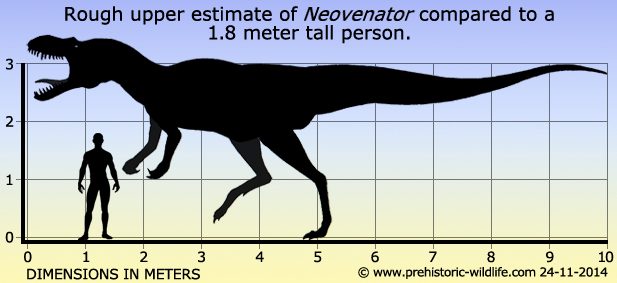 Rough upper estimate of Neovenator compared to a
1.8 meter tall person.
3
2
1
0
0 1 2 3 4 5 6 7 8 9 10
DIMENSIONS IN METERS © www.prehistoric-wildlife.com 24-11-2014